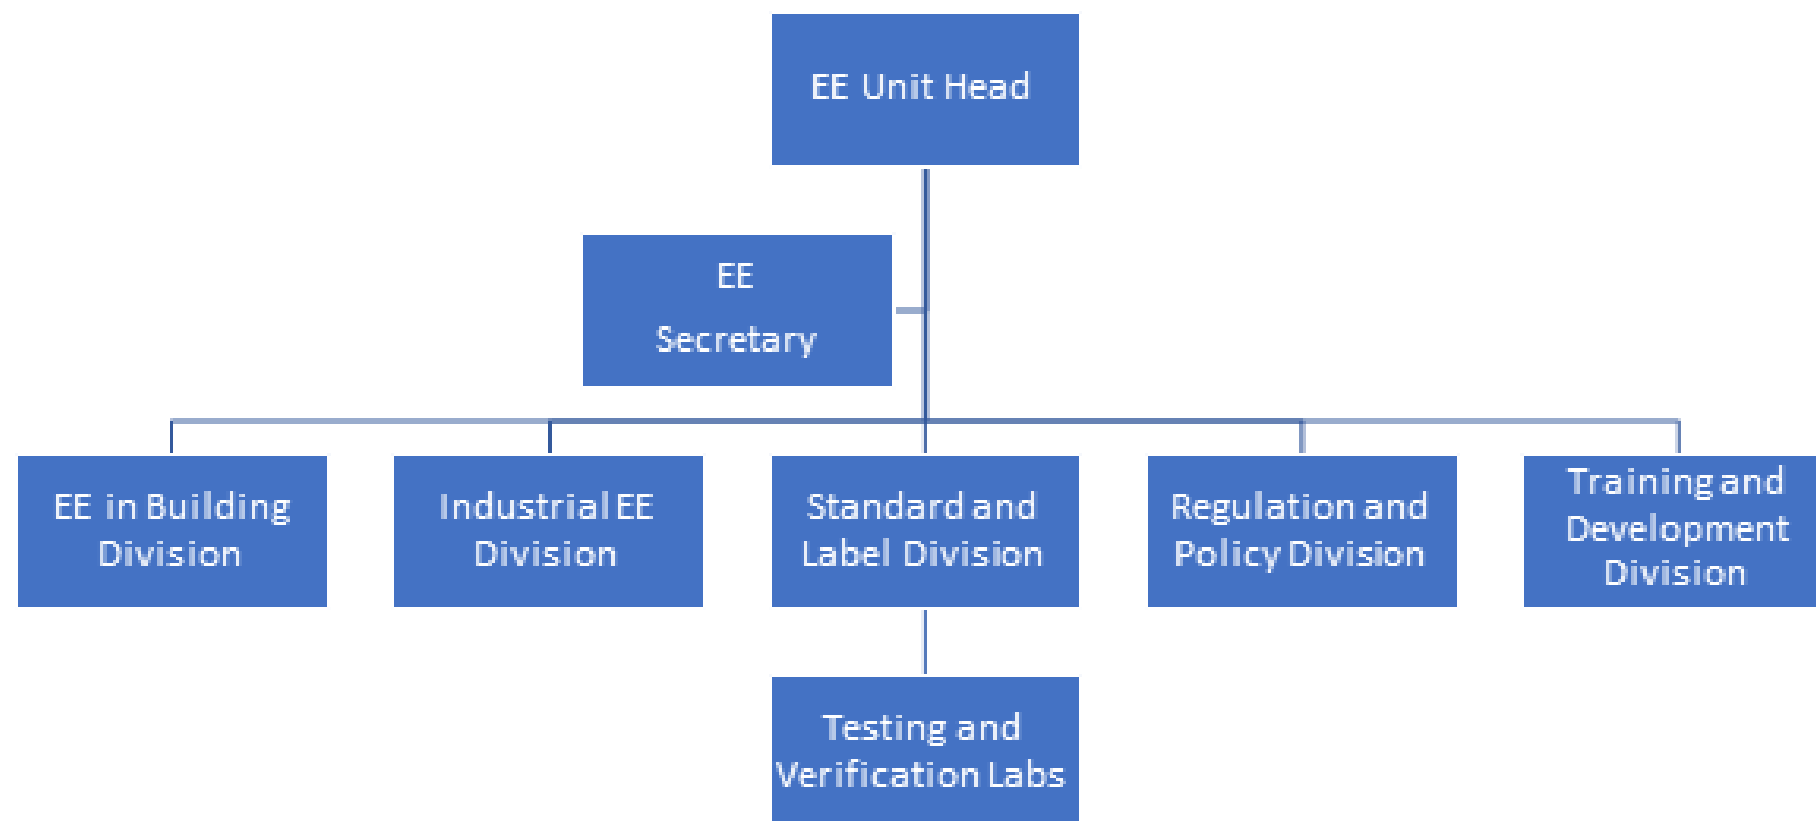 EE Unit Head
EE
Secretary
EE in Building
Division
Industrial EE
Division
Standard and
Label Division
Regulation and
Policy Division
Training and
Development
Division
Testing and
Verification Labs